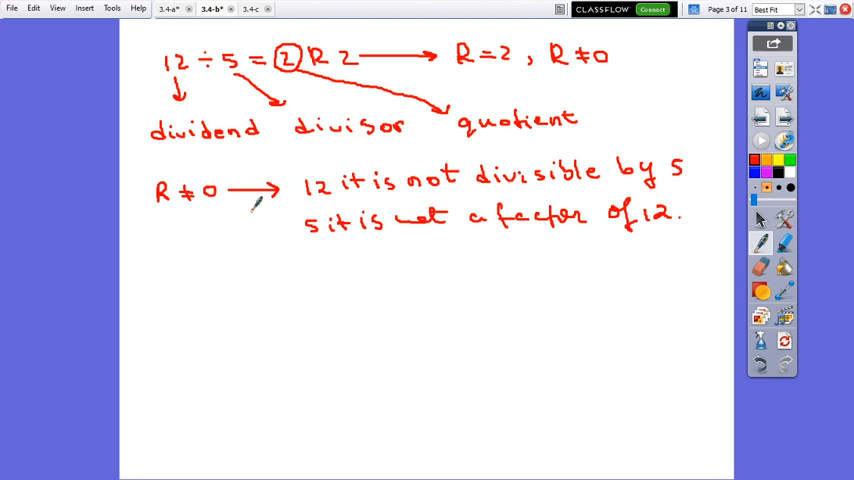 File Edit View Insert Tools Help 3.4-a* 3.4-b* 3.4-c CLASSFLOW Connect Page 3 of 11 Best Fit
12 ÷ 5 = 2 R 2 → R = 2 , R ≠ 0
dividend divisor quotient
R ≠ 0 → 12 it is not divisible by 5
5 it is not a factor of 12.